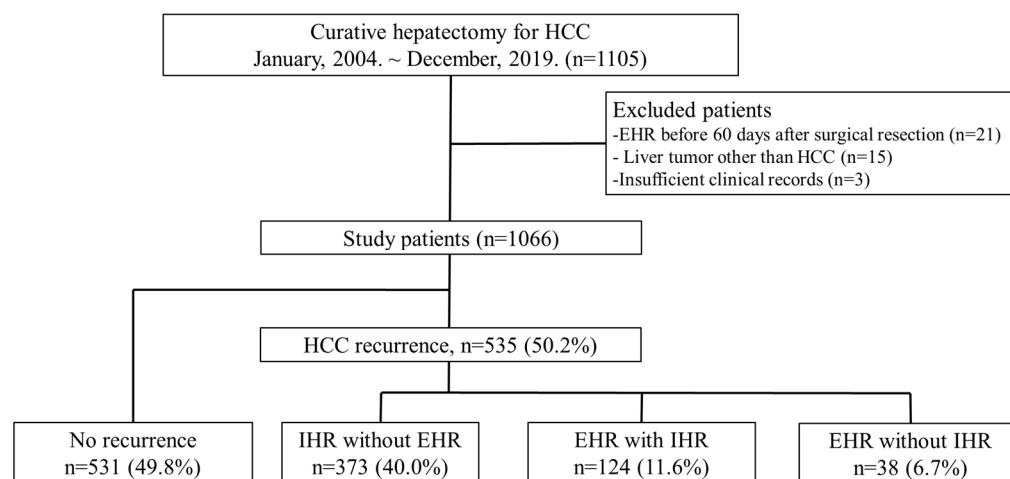 Curative hepatectomy for HCC
January, 2004. ~ December, 2019. (n=1105)
Excluded patients
-EHR before 60 days after surgical resection (n=21)
- Liver tumor other than HCC (n=15)
-Insufficient clinical records (n=3)
Study patients (n=1066)
HCC recurrence, n=535 (50.2%)
No recurrence
n=531 (49.8%)
IHR without EHR
n=373 (40.0%)
EHR with IHR
n=124 (11.6%)
EHR without IHR
n=38 (6.7%)